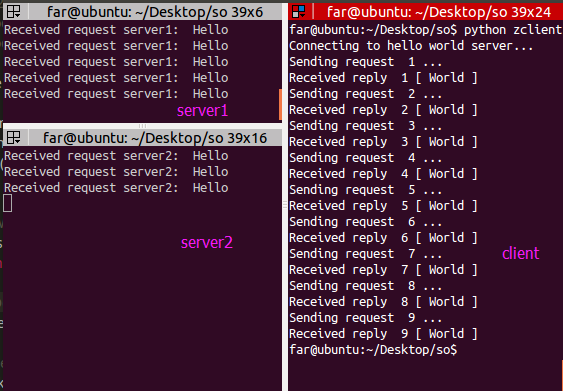 far@ubuntu: ~/Desktop/so 39x6
Received request server1:  Hello
Received request server1:  Hello
Received request server1:  Hello
Received request server1:  Hello
Received request server1:  Hello
server1
far@ubuntu: ~/Desktop/so 39x16
Received request server2:  Hello
Received request server2:  Hello
Received request server2:  Hello
server2
far@ubuntu: ~/Desktop/so 39x24
far@ubuntu:~/Desktop/so$ python zclient
Connecting to hello world server...
Sending request  1 ...
Received reply  1 [ World ]
Sending request  2 ...
Received reply  2 [ World ]
Sending request  3 ...
Received reply  3 [ World ]
Sending request  4 ...
Received reply  4 [ World ]
Sending request  5 ...
Received reply  5 [ World ]
Sending request  6 ...
Received reply  6 [ World ]
Sending request  7 ...
client
Received reply  7 [ World ]
Sending request  8 ...
Received reply  8 [ World ]
Sending request  9 ...
Received reply  9 [ World ]
far@ubuntu:~/Desktop/so$